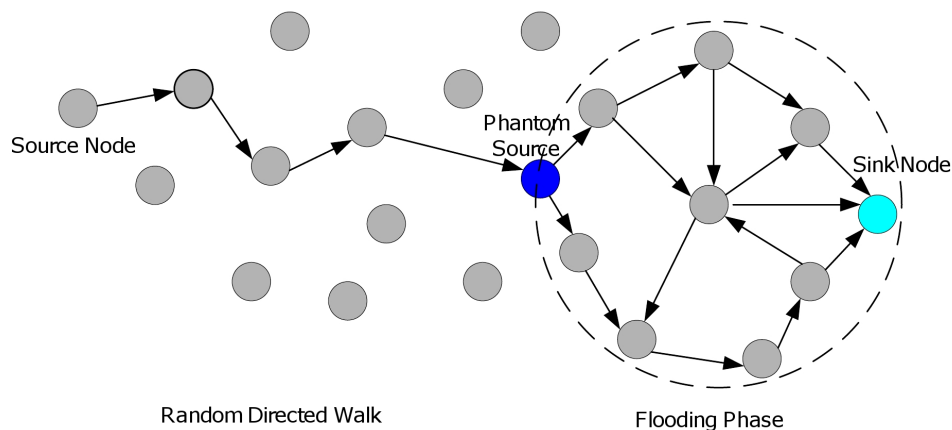 Source Node
Phantom
Source
Sink Node
Random Directed Walk
Flooding Phase